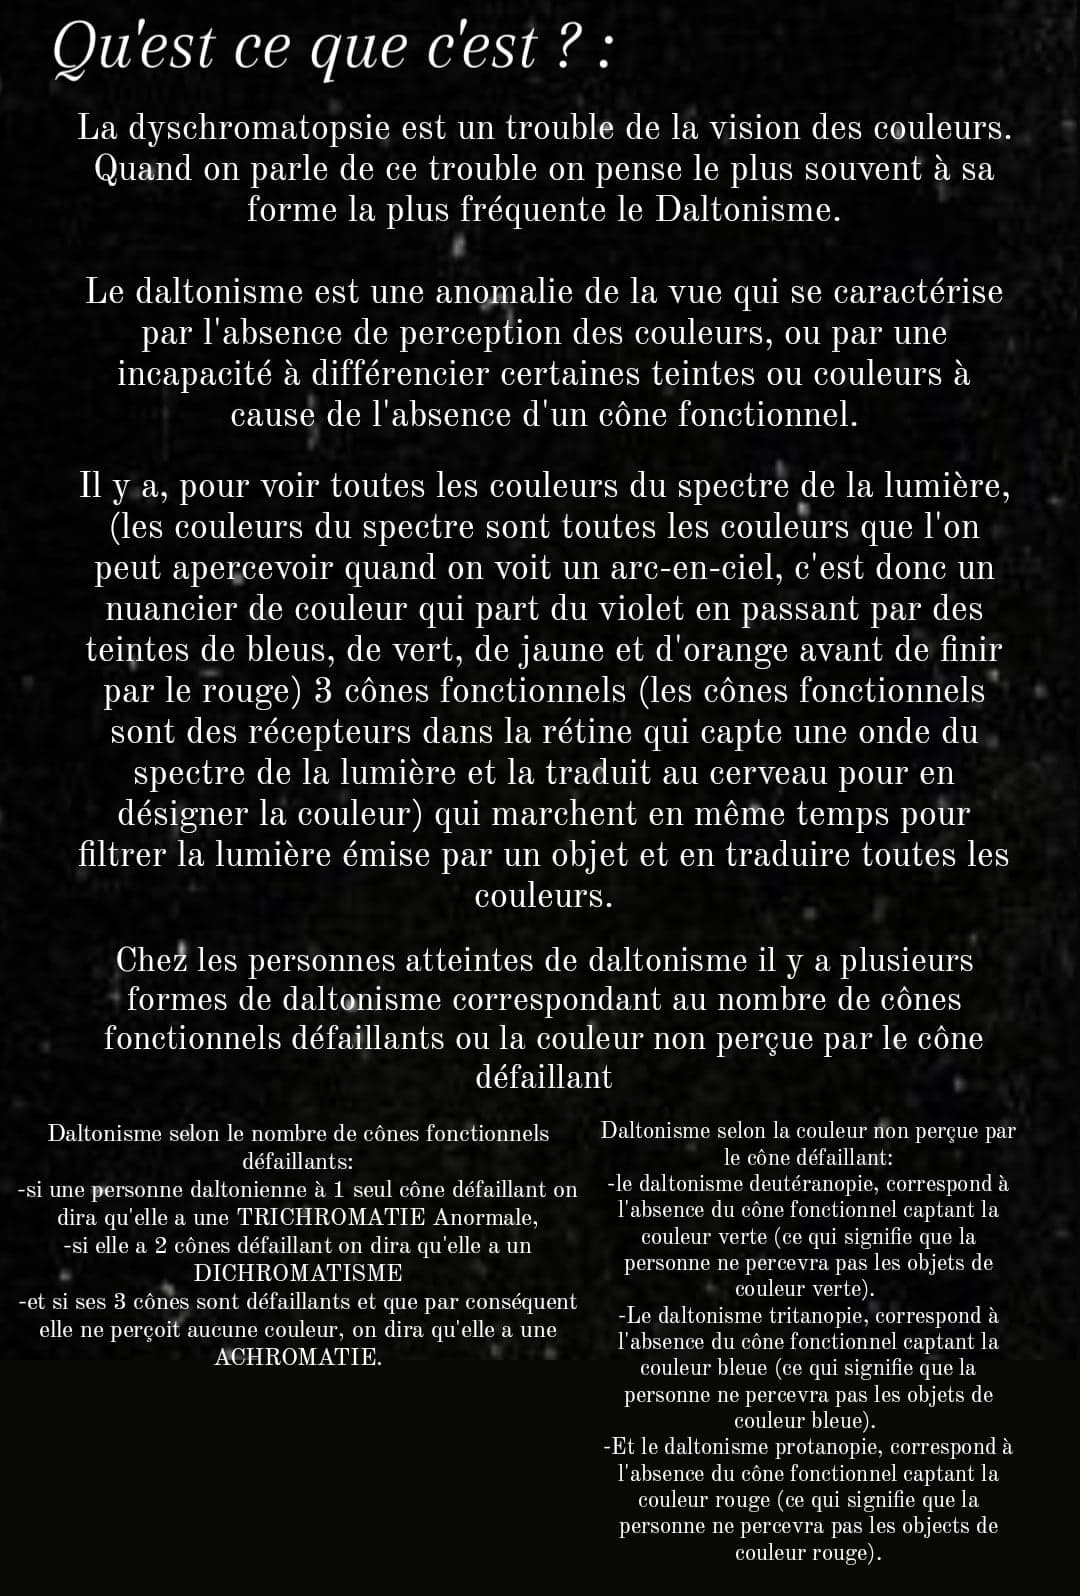 Qu'est ce que c'est ? :
La dyschromatopsie est un trouble de la vision des couleurs.
Quand on parle de ce trouble on pense le plus souvent à sa
forme la plus fréquente le Daltonisme.
Le daltonisme est une anomalie de la vue qui se caractérise
par l'absence de perception des couleurs, ou par une
incapacité à différencier certaines teintes ou couleurs à
cause de l'absence d'un cône fonctionnel.
Il y a, pour voir toutes les couleurs du spectre de la lumière,
(les couleurs du spectre sont toutes les couleurs que l'on
peut apercevoir quand on voit un arc-en-ciel, c'est donc un
nuancier de couleur qui part du violet en passant par des
teintes de bleus, de vert, de jaune et d'orange avant de finir
par le rouge) 3 cônes fonctionnels (les cônes fonctionnels
sont des récepteurs dans la rétine qui capte une onde du
spectre de la lumière et la traduit au cerveau pour en
désigner la couleur) qui marchent en même temps pour
filtrer la lumière émise par un objet et en traduire toutes les
couleurs.
Chez les personnes atteintes de daltonisme il y a plusieurs
formes de daltonisme correspondant au nombre de cônes
fonctionnels défaillants ou la couleur non perçue par le cône
défaillant
Daltonisme selon le nombre de cônes fonctionnels
défaillants:
-si une personne daltonienne à 1 seul cône défaillant on
dira qu'elle a une TRICHROMATIE Anormale,
-si elle a 2 cônes défaillant on dira qu'elle a un
DICHROMATISME
-et si ses 3 cônes sont défaillants et que par conséquent
elle ne perçoit aucune couleur, on dira qu'elle a une
ACHROMATIE.
Daltonisme selon la couleur non perçue par
le cône défaillant:
-le daltonisme deutéranopie, correspond à
l'absence du cône fonctionnel captant la
couleur verte (ce qui signifie que la
personne ne percevra pas les objets de
couleur verte).
-Le daltonisme tritanopie, correspond à
l'absence du cône fonctionnel captant la
couleur bleue (ce qui signifie que la
personne ne percevra pas les objets de
couleur bleue).
-Et le daltonisme protanopie, correspond à
l'absence du cône fonctionnel captant la
couleur rouge (ce qui signifie que la
personne ne percevra pas les objects de
couleur rouge).